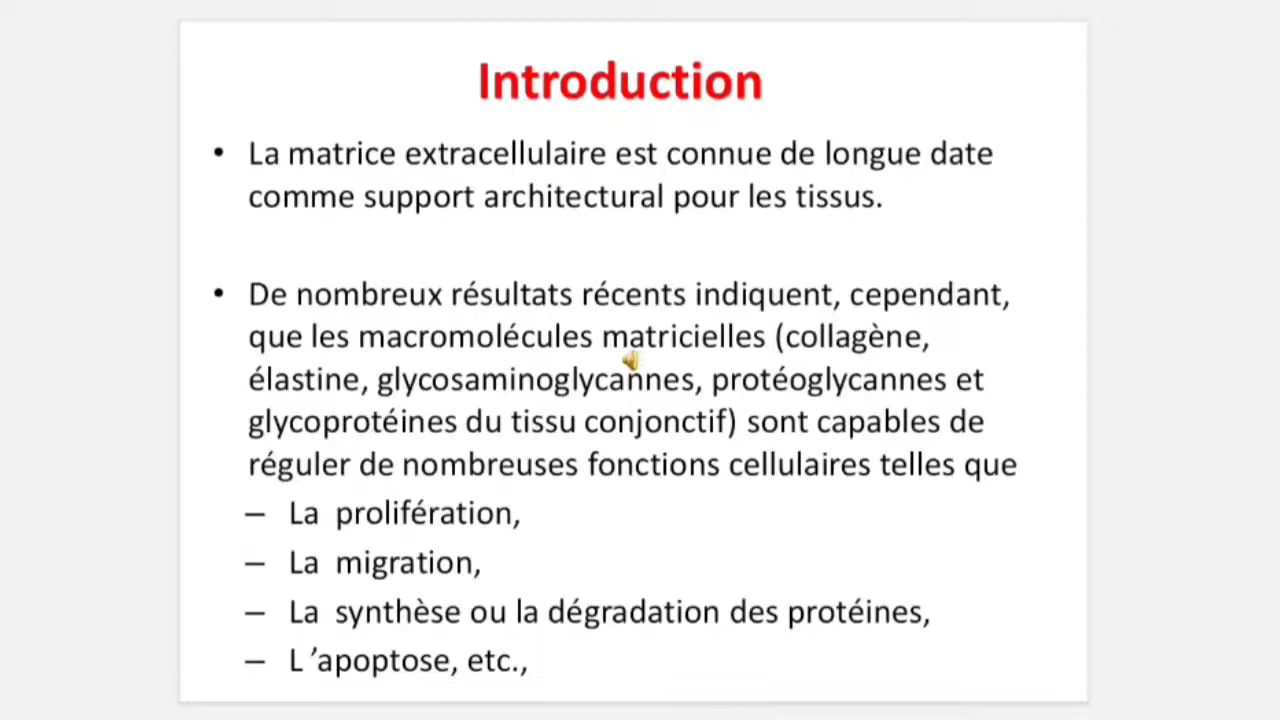 Introduction
• La matrice extracellulaire est connue de longue date
comme support architectural pour les tissus.
• De nombreux résultats récents indiquent, cependant,
que les macromolécules matricielles (collagène,
élastine, glycosaminoglycannes, protéoglycannes et
glycoprotéines du tissu conjonctif) sont capables de
réguler de nombreuses fonctions cellulaires telles que
– La prolifération,
– La migration,
– La synthèse ou la dégradation des protéines,
– L ’apoptose, etc.,